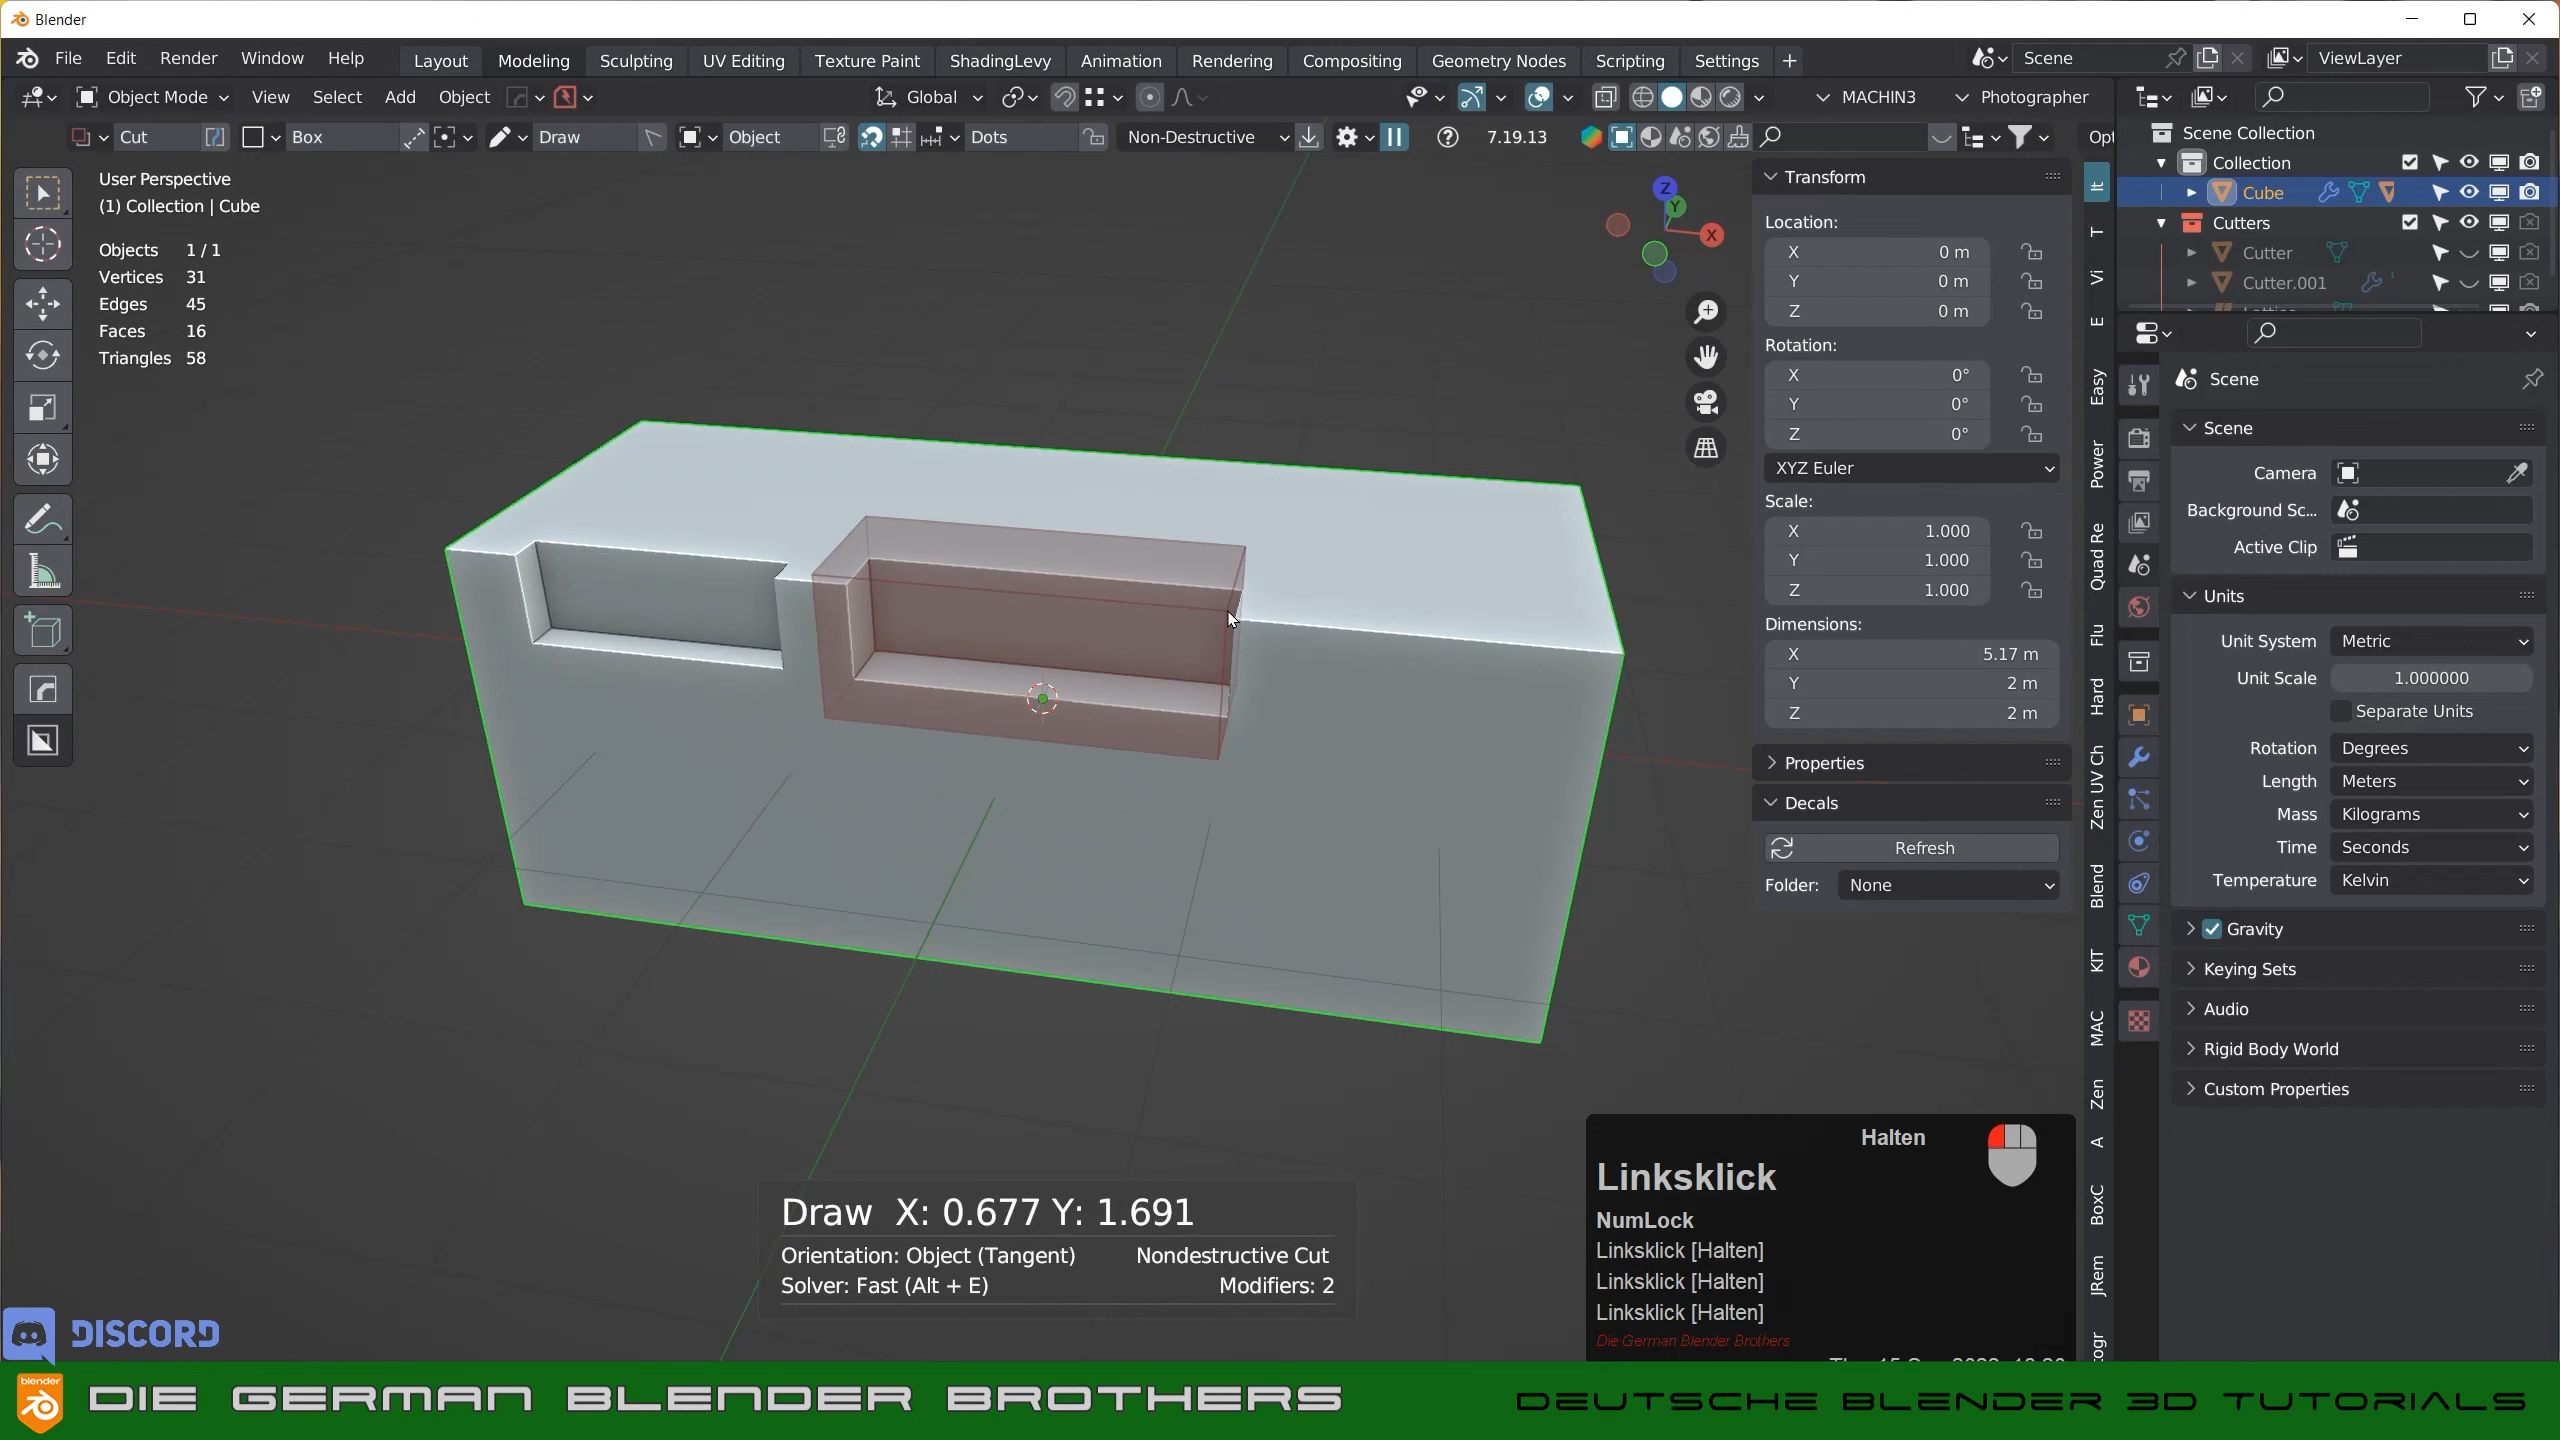 Blender
File Edit Render Window Help Layout Modeling Sculpting UV Editing Texture Paint ShadingLevy Animation Rendering Compositing Geometry Nodes Scripting Settings + Scene ViewLayer
Object Mode View Select Add Object Global MACHIN3 Photographer
Cut Box Draw Object Dots Non-Destructive 7.19.13 Opt
User Perspective
(1) Collection | Cube
Objects 1 / 1
Vertices 31
Edges 45
Faces 16
Triangles 58
Z
Y
X
Transform
Location:
X 0 m
Y 0 m
Z 0 m
Rotation:
X 0°
Y 0°
Z 0°
XYZ Euler
Scale:
X 1.000
Y 1.000
Z 1.000
Dimensions:
X 5.17 m
Y 2 m
Z 2 m
Properties
Decals
Refresh
Folder: None
It
T
Vi
E
Easy
Power
Quad Re
Flu
Hard
Zen UV Ch
Blend
KIT
MAC
Zen
A
BoxC
JRem
togr
Scene Collection
Collection
Cube
Cutters
Cutter
Cutter.001
Scene
Scene
Camera
Background Sc...
Active Clip
Units
Unit System Metric
Unit Scale 1.000000
Separate Units
Rotation Degrees
Length Meters
Mass Kilograms
Time Seconds
Temperature Kelvin
Gravity
Keying Sets
Audio
Rigid Body World
Custom Properties
Draw X: 0.677 Y: 1.691
Orientation: Object (Tangent) Nondestructive Cut
Solver: Fast (Alt + E) Modifiers: 2
Halten
Linksklick
NumLock
Linksklick [Halten]
Linksklick [Halten]
Linksklick [Halten]
Die German Blender Brothers
DISCORD
blender
DIE GERMAN BLENDER BROTHERS
DEUTSCHE BLENDER 3D TUTORIALS